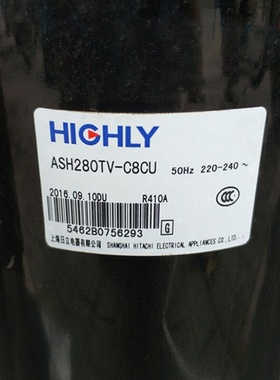 HIGHLY
ASH280TV-C8CU 50Hz 220-240～
2016.09.10DU R410A
CCC
5462B0756293 G
上海日立电器有限公司 SHANGHAI HITACHI ELECTRICAL APPLIANCES CO.,LTD.